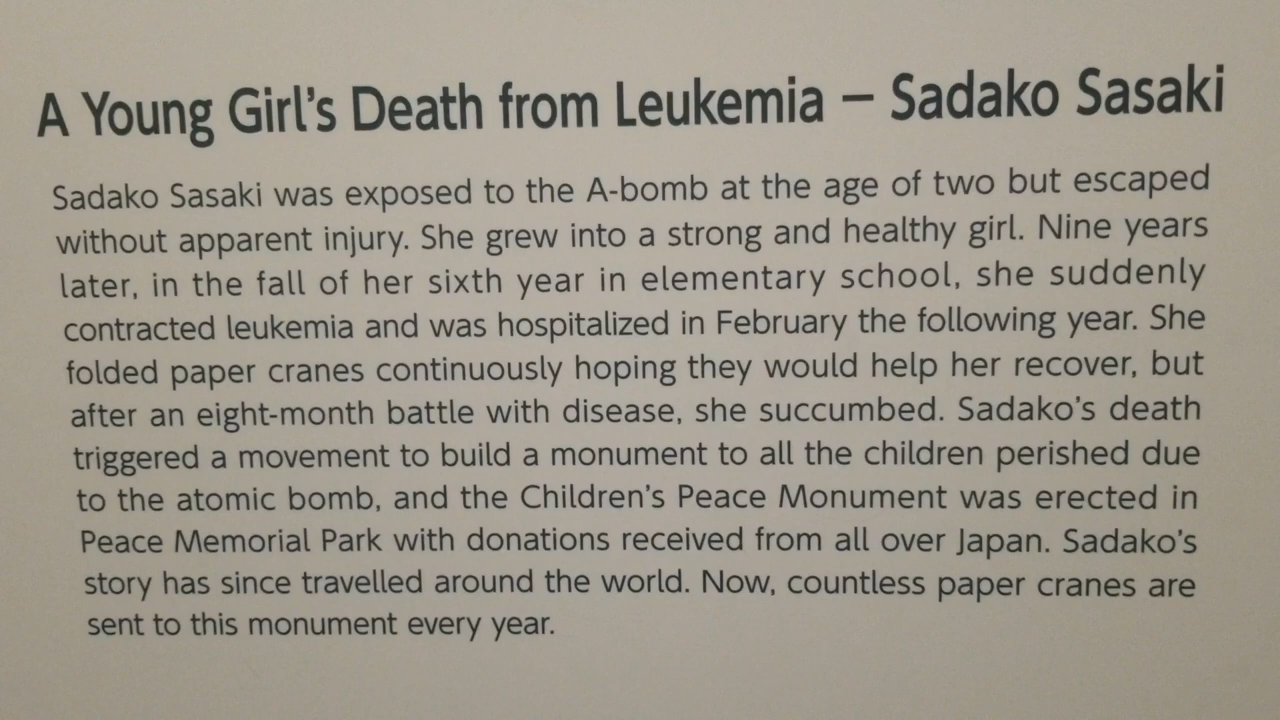 A Young Girl's Death from Leukemia – Sadako Sasaki
Sadako Sasaki was exposed to the A-bomb at the age of two but escaped
without apparent injury. She grew into a strong and healthy girl. Nine years
later, in the fall of her sixth year in elementary school, she suddenly
contracted leukemia and was hospitalized in February the following year. She
folded paper cranes continuously hoping they would help her recover, but
after an eight-month battle with disease, she succumbed. Sadako's death
triggered a movement to build a monument to all the children perished due
to the atomic bomb, and the Children's Peace Monument was erected in
Peace Memorial Park with donations received from all over Japan. Sadako's
story has since travelled around the world. Now, countless paper cranes are
sent to this monument every year.